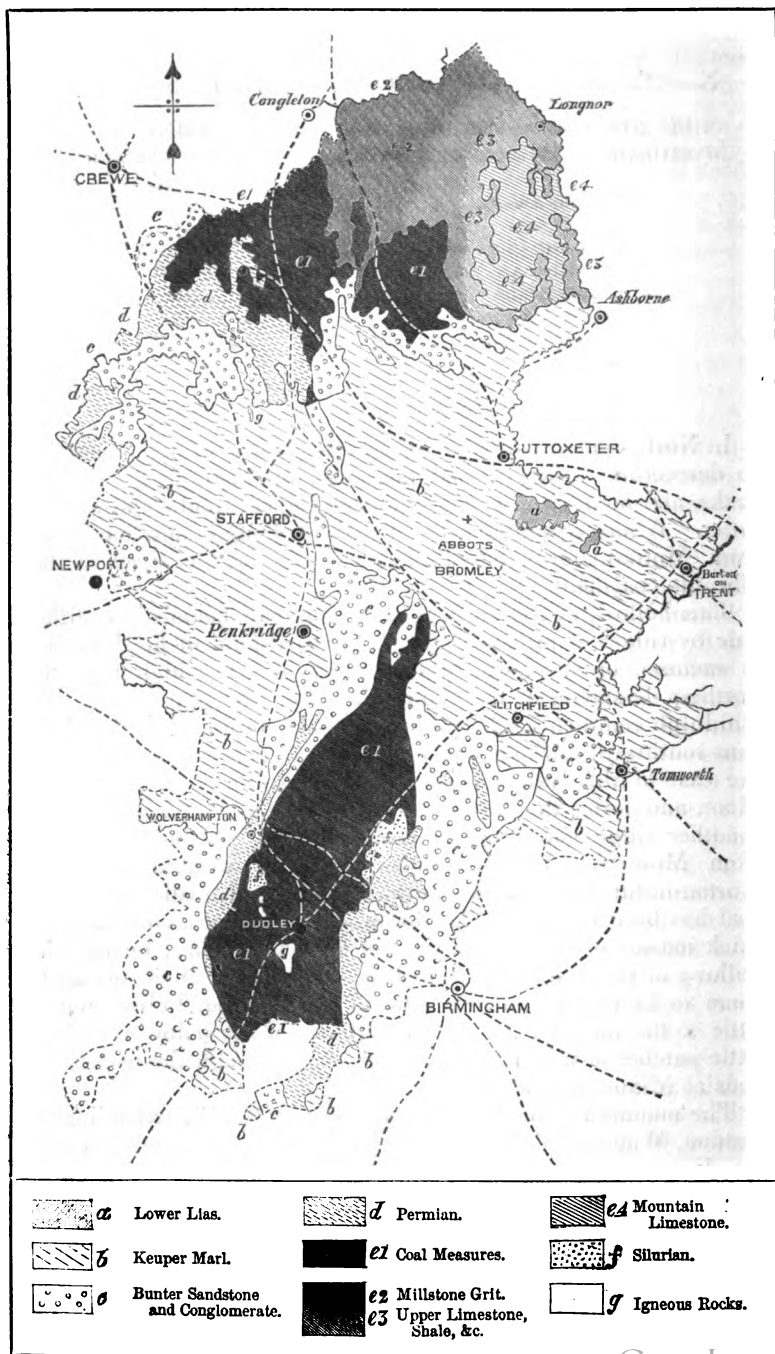 e2
Congleton
Longnor
e2
e3
CREWE
e1
e4
c
e3
e4
e1
e1
e3
d
e4
Ashborne
d
c
d
g
UTTOXETER
b
b
a
STAFFORD
a
ABBOTS
BROMLEY
NEWPORT
Burton
ON
TRENT
c
Penkridge
b
LITCHFIELD
e1
b
c
Tamworth
WOLVERHAMPTON
b
c
f
d
DUDLEY
e1
g
c
BIRMINGHAM
e1
d
b
b
b
c
b
a Lower Lias.
b Keuper Marl.
c Bunter Sandstone
and Conglomerate.
d Permian.
e1 Coal Measures.
e2 Millstone Grit.
e3 Upper Limestone,
Shale, &c.
e4 Mountain
Limestone.
f Silurian.
g Igneous Rocks.